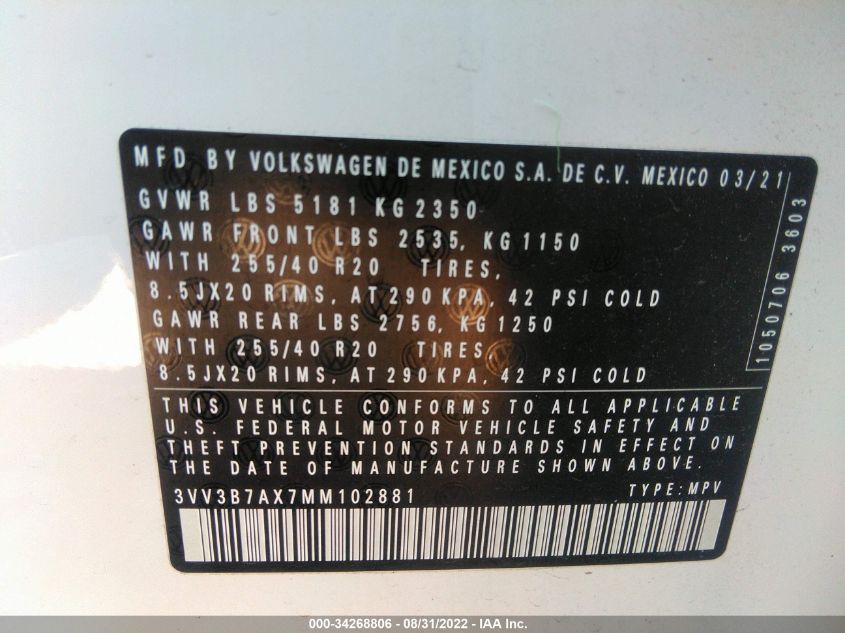 MFD. BY VOLKSWAGEN DE MEXICO S.A. DE C.V. MEXICO 03/21
GVWR LBS 5181 KG 2350
GAWR FRONT LBS 2535, KG 1150
WITH 255/40 R20 TIRES,
8.5JX20 RIMS, AT 290 KPA, 42 PSI COLD
GAWR REAR LBS 2756, KG 1250
WITH 255/40 R20 TIRES,
8.5JX20 RIMS, AT 290 KPA, 42 PSI COLD
THIS VEHICLE CONFORMS TO ALL APPLICABLE
U.S. FEDERAL MOTOR VEHICLE SAFETY AND
THEFT PREVENTION STANDARDS IN EFFECT ON
THE DATE OF MANUFACTURE SHOWN ABOVE.
3VV3B7AX7MM102881 TYPE: MPV
1050706 3603
000-34268806 - 08/31/2022 - IAA Inc.